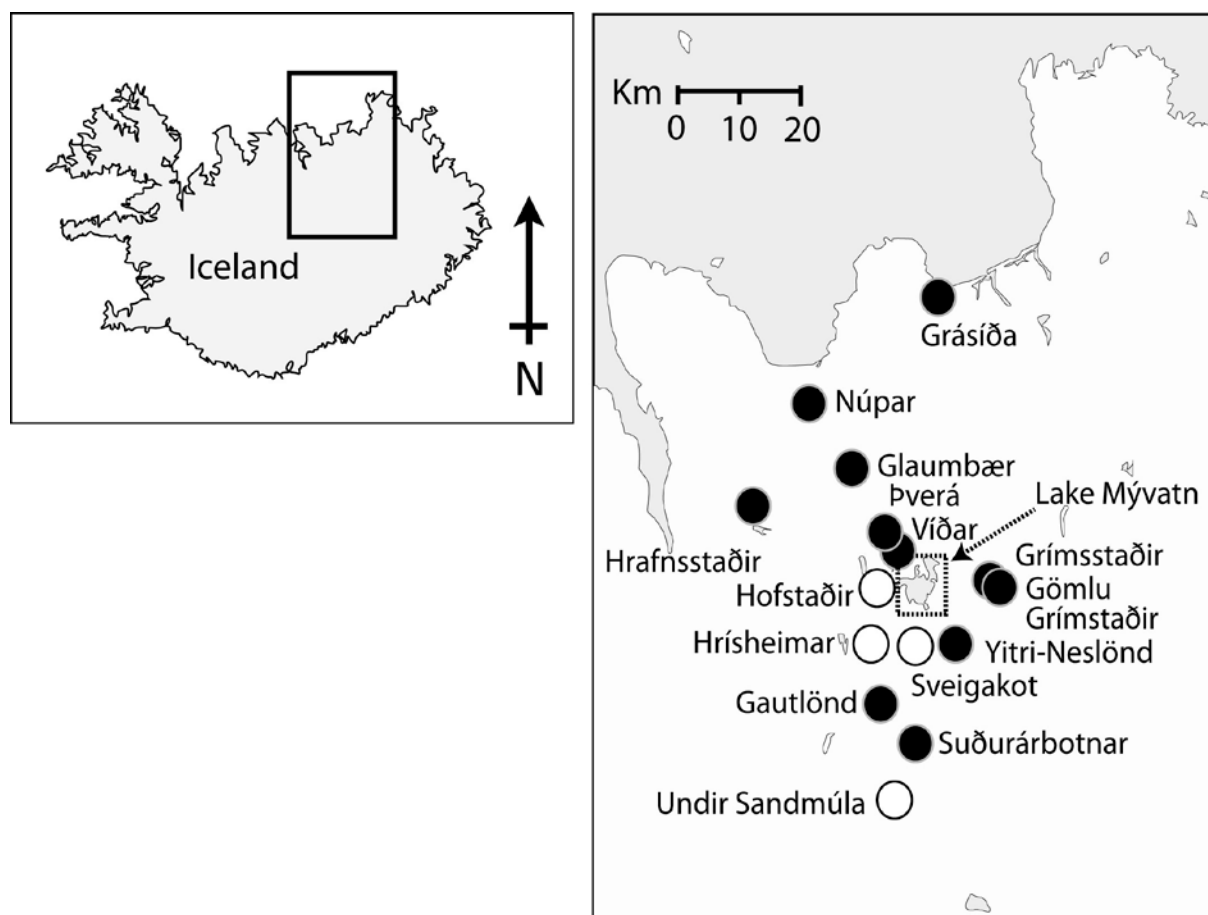 Iceland
N
Km
0 10 20
Grásíða
Núpar
Glaumbær
Þverá
Lake Mývatn
Víðar
Hrafnsstaðir
Grímsstaðir
Hofstaðir
Gömlu
Grímstaðir
Hrísheimar
Yitri-Neslönd
Sveigakot
Gautlönd
Suðurárbotnar
Undir Sandmúla